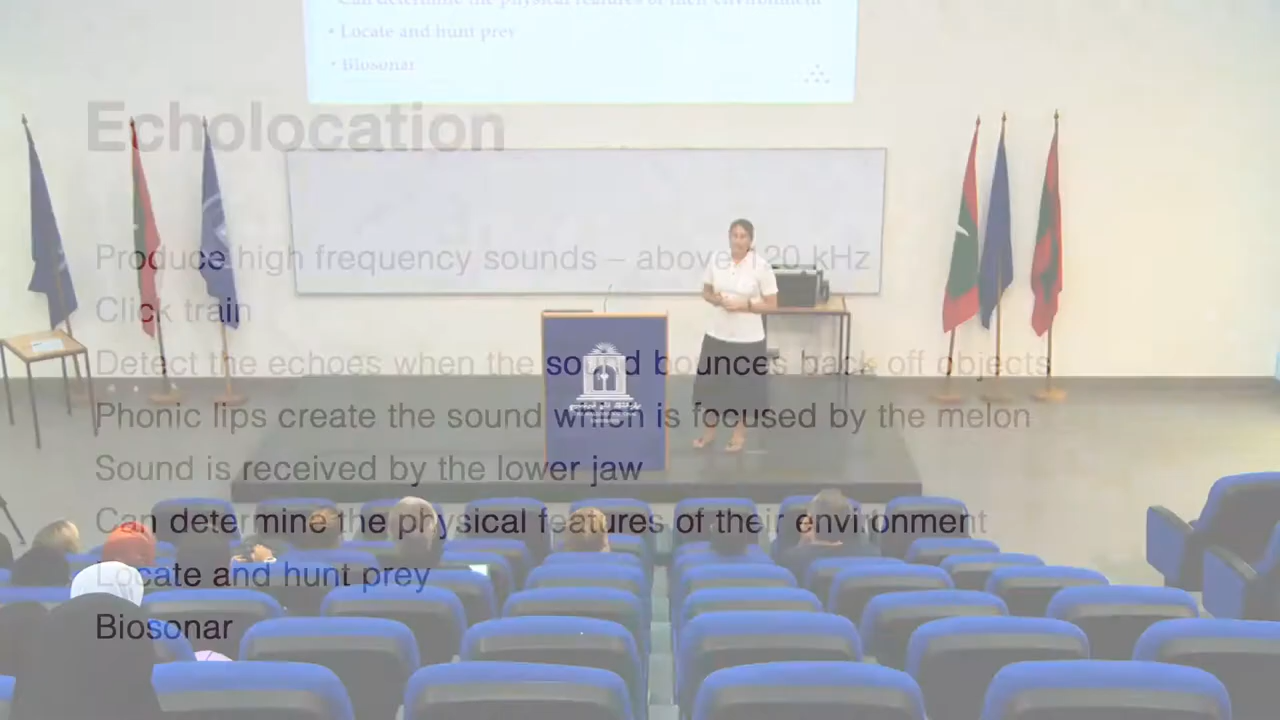 Can determine the physical features of their environment
• Locate and hunt prey
• Biosonar
Echolocation
Produce high frequency sounds – above 120 kHz
Click train
Detect the echoes when the sound bounces back off objects
Phonic lips create the sound which is focused by the melon
Sound is received by the lower jaw
Can determine the physical features of their environment
Locate and hunt prey
Biosonar